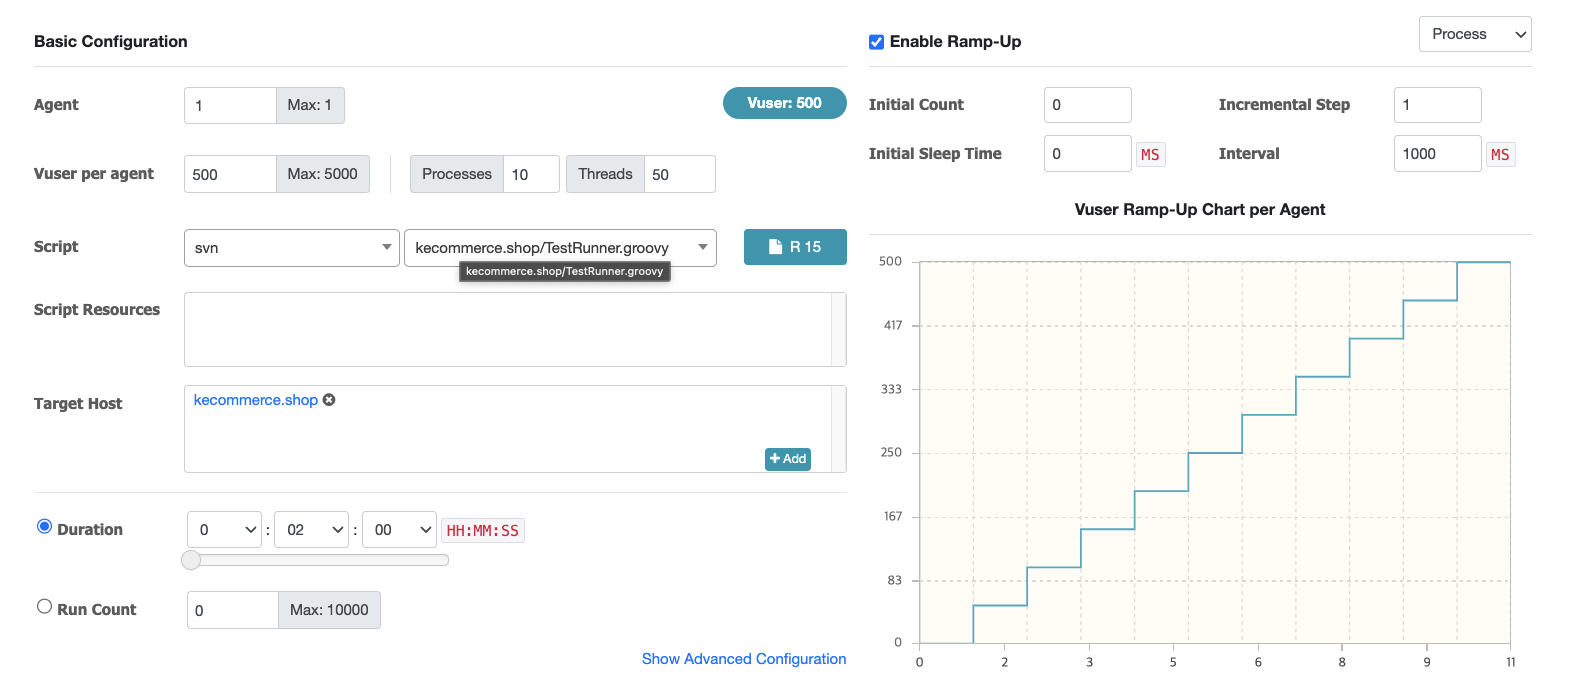 Basic Configuration
Agent
1
Max: 1
Vuser: 500
Vuser per agent
500
Max: 5000
Processes
10
Threads
50
Script
svn
kecommerce.shop/TestRunner.groovy
R 15
kecommerce.shop/TestRunner.groovy
Script Resources
Target Host
kecommerce.shop
Add
Duration
0 : 02 : 00 HH:MM:SS
Run Count
0
Max: 10000
Show Advanced Configuration
Enable Ramp-Up
Process
Initial Count
0
Incremental Step
1
Initial Sleep Time
0
MS
Interval
1000
MS
Vuser Ramp-Up Chart per Agent
500
417
333
250
167
83
0
0 2 3 5 6 8 9 11